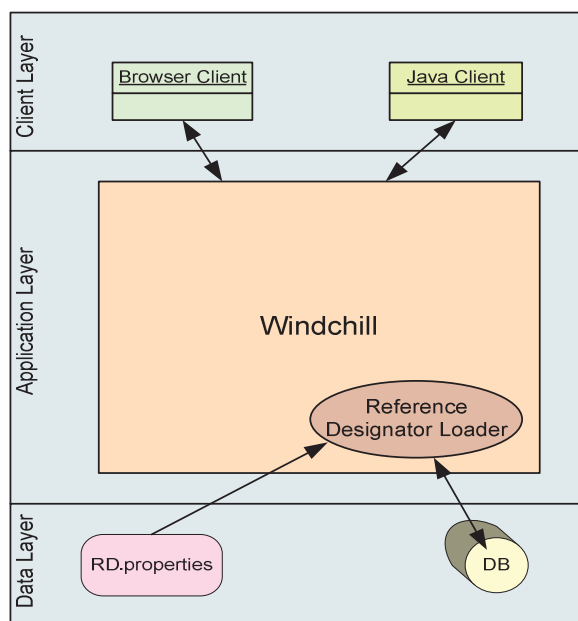 Client Layer
Browser Client
Java Client
Application Layer
Windchill
Reference
Designator Loader
Data Layer
RD.properties
DB